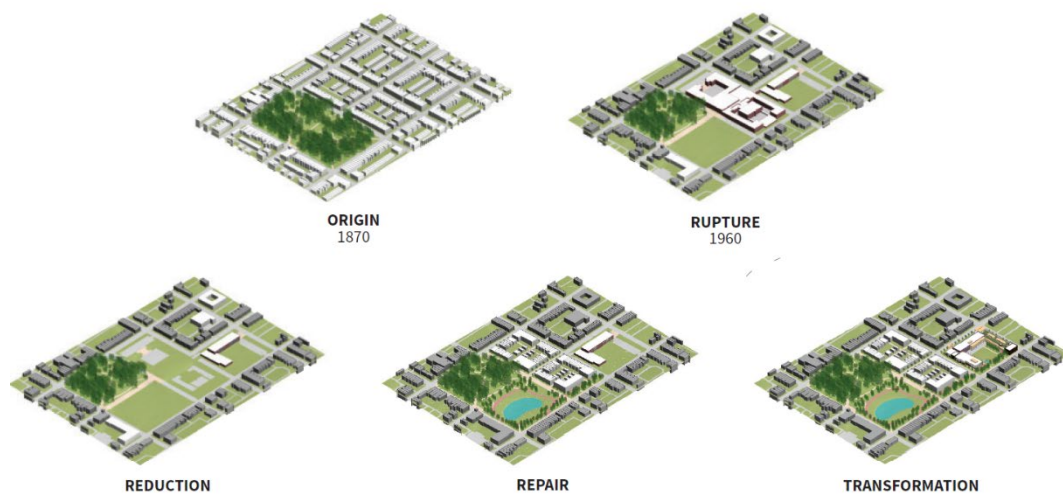 ORIGIN
1870
RUPTURE
1960
REDUCTION
REPAIR
TRANSFORMATION